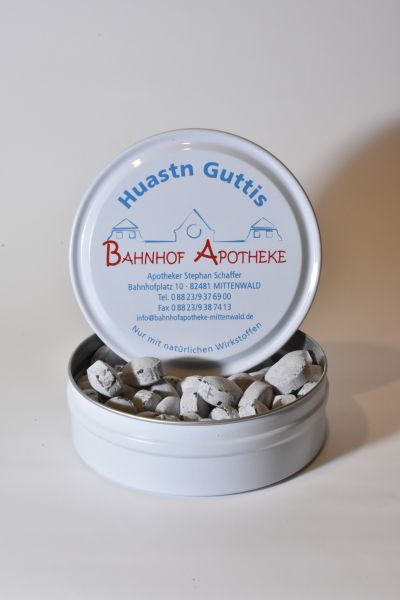 Huastn Guttis
BAHNHOF APOTHEKE
Apotheker Stephan Schaffer
Bahnhofplatz 10 · 82481 MITTENWALD
Tel. 0 88 23/9 37 69 00
Fax 0 88 23/9 38 74 13
info@bahnhofapotheke-mittenwald.de
Nur mit natürlichen Wirkstoffen